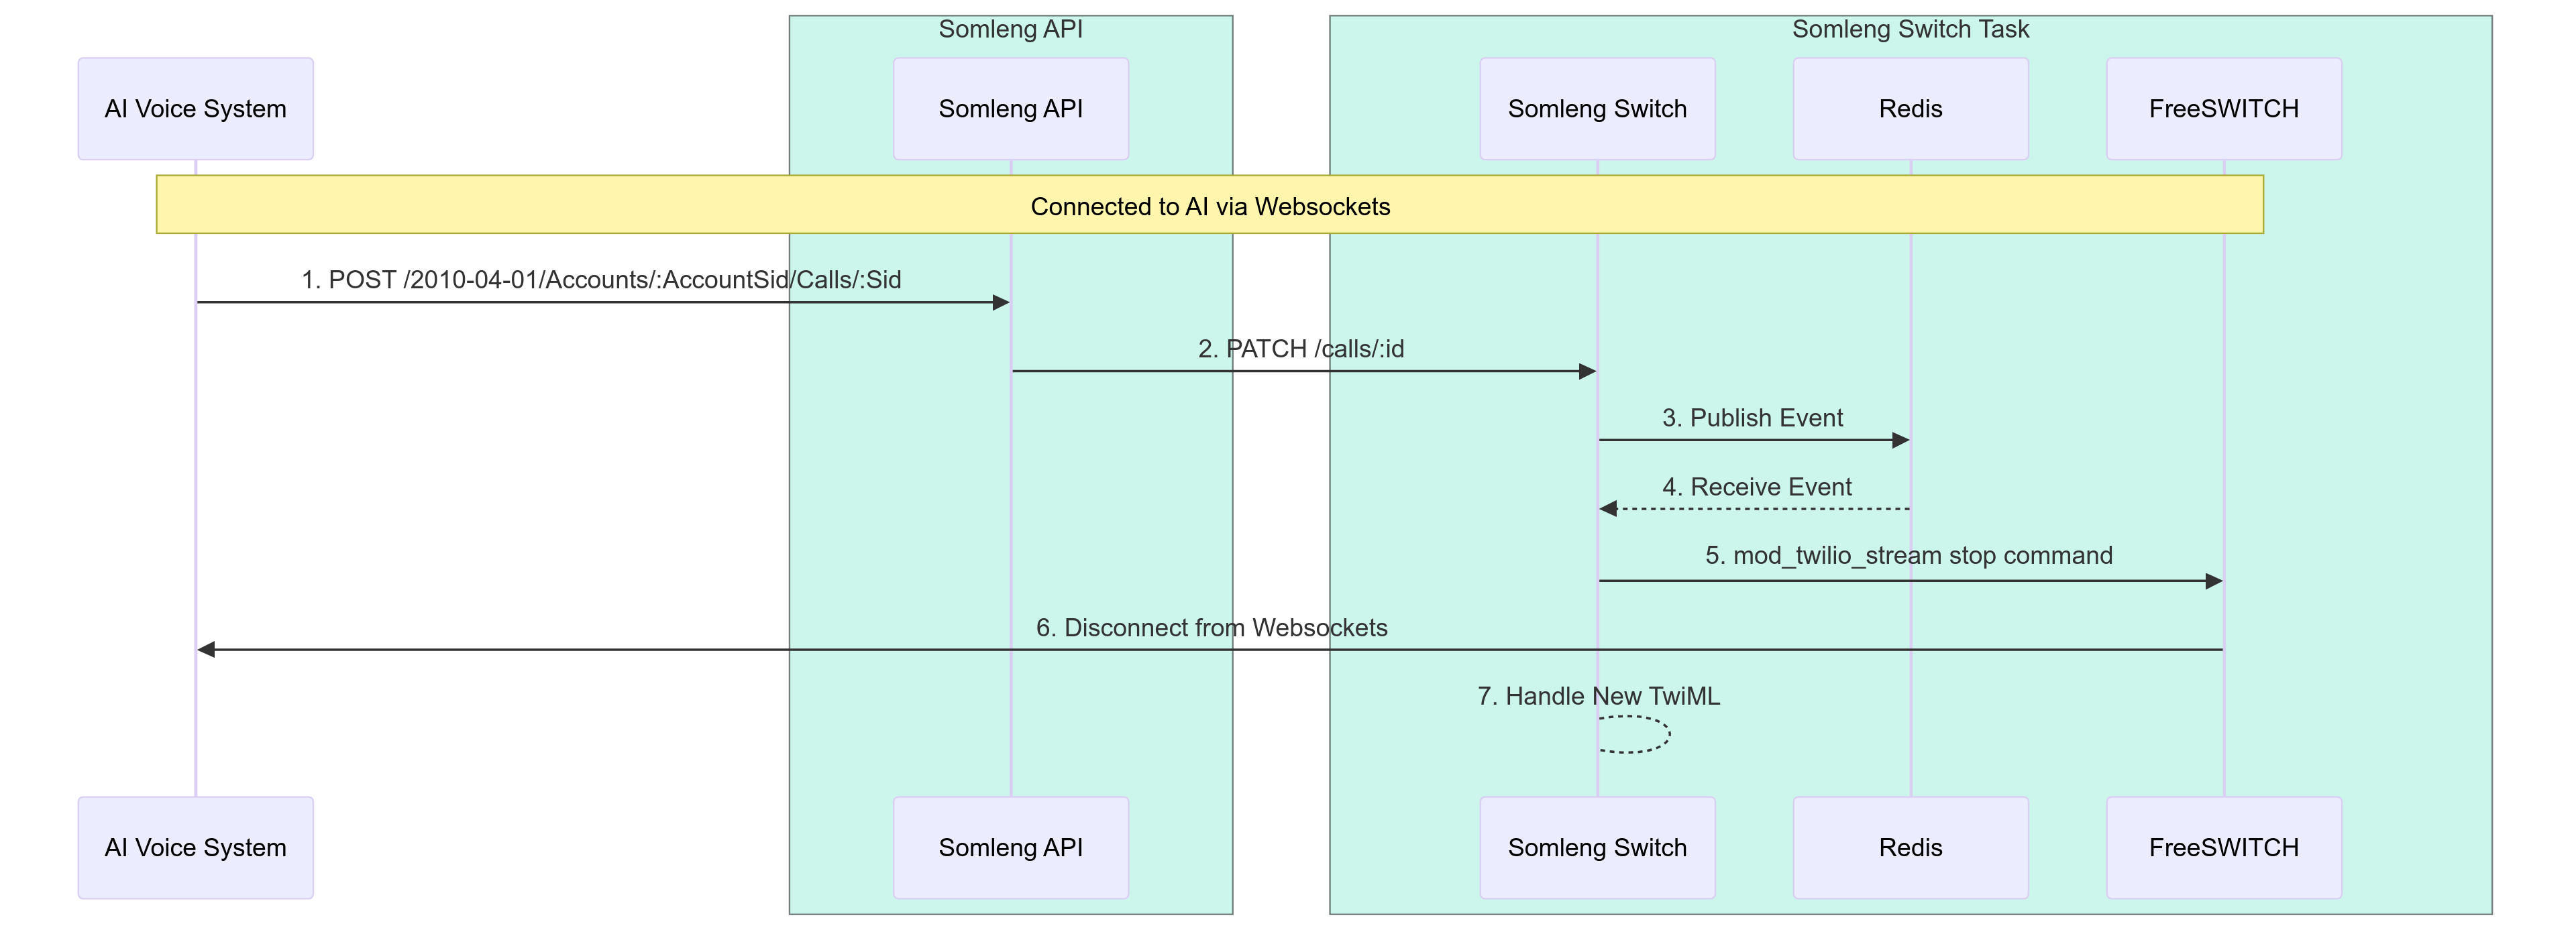 Somleng API
Somleng Switch Task
AI Voice System
Somleng API
Somleng Switch
Redis
FreeSWITCH
Connected to AI via Websockets
1. POST /2010-04-01/Accounts/:AccountSid/Calls/:Sid
2. PATCH /calls/:id
3. Publish Event
4. Receive Event
5. mod_twilio_stream stop command
6. Disconnect from Websockets
7. Handle New TwiML
AI Voice System
Somleng API
Somleng Switch
Redis
FreeSWITCH